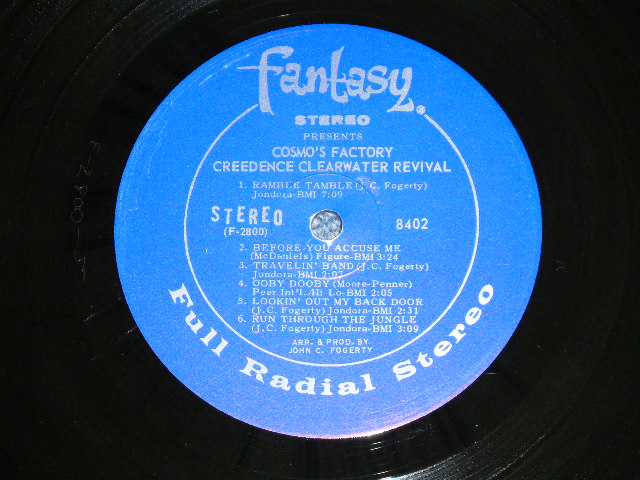 fantasy.
STEREO
PRESENTS
COSMO'S FACTORY
CREEDENCE CLEARWATER REVIVAL
1. RAMBLE TAMBLE (J.C. Fogerty)
Jondora-BMI 7:09
STEREO
(F-2800)
8402
2. BEFORE YOU ACCUSE ME
(McDaniels) Figure-BMI 3:24
3. TRAVELIN' BAND (J.C. Fogerty)
Jondora-BMI 2:07
4. OOBY DOOBY (Moore-Penner)
Peer Int'l./Hi Lo-BMI 2:05
5. LOOKIN' OUT MY BACK DOOR
(J.C. Fogerty) Jondora-BMI 2:31
6. RUN THROUGH THE JUNGLE
(J.C. Fogerty) Jondora-BMI 3:09
ARR. & PROD. BY
JOHN C. FOGERTY
Full Radial Stereo